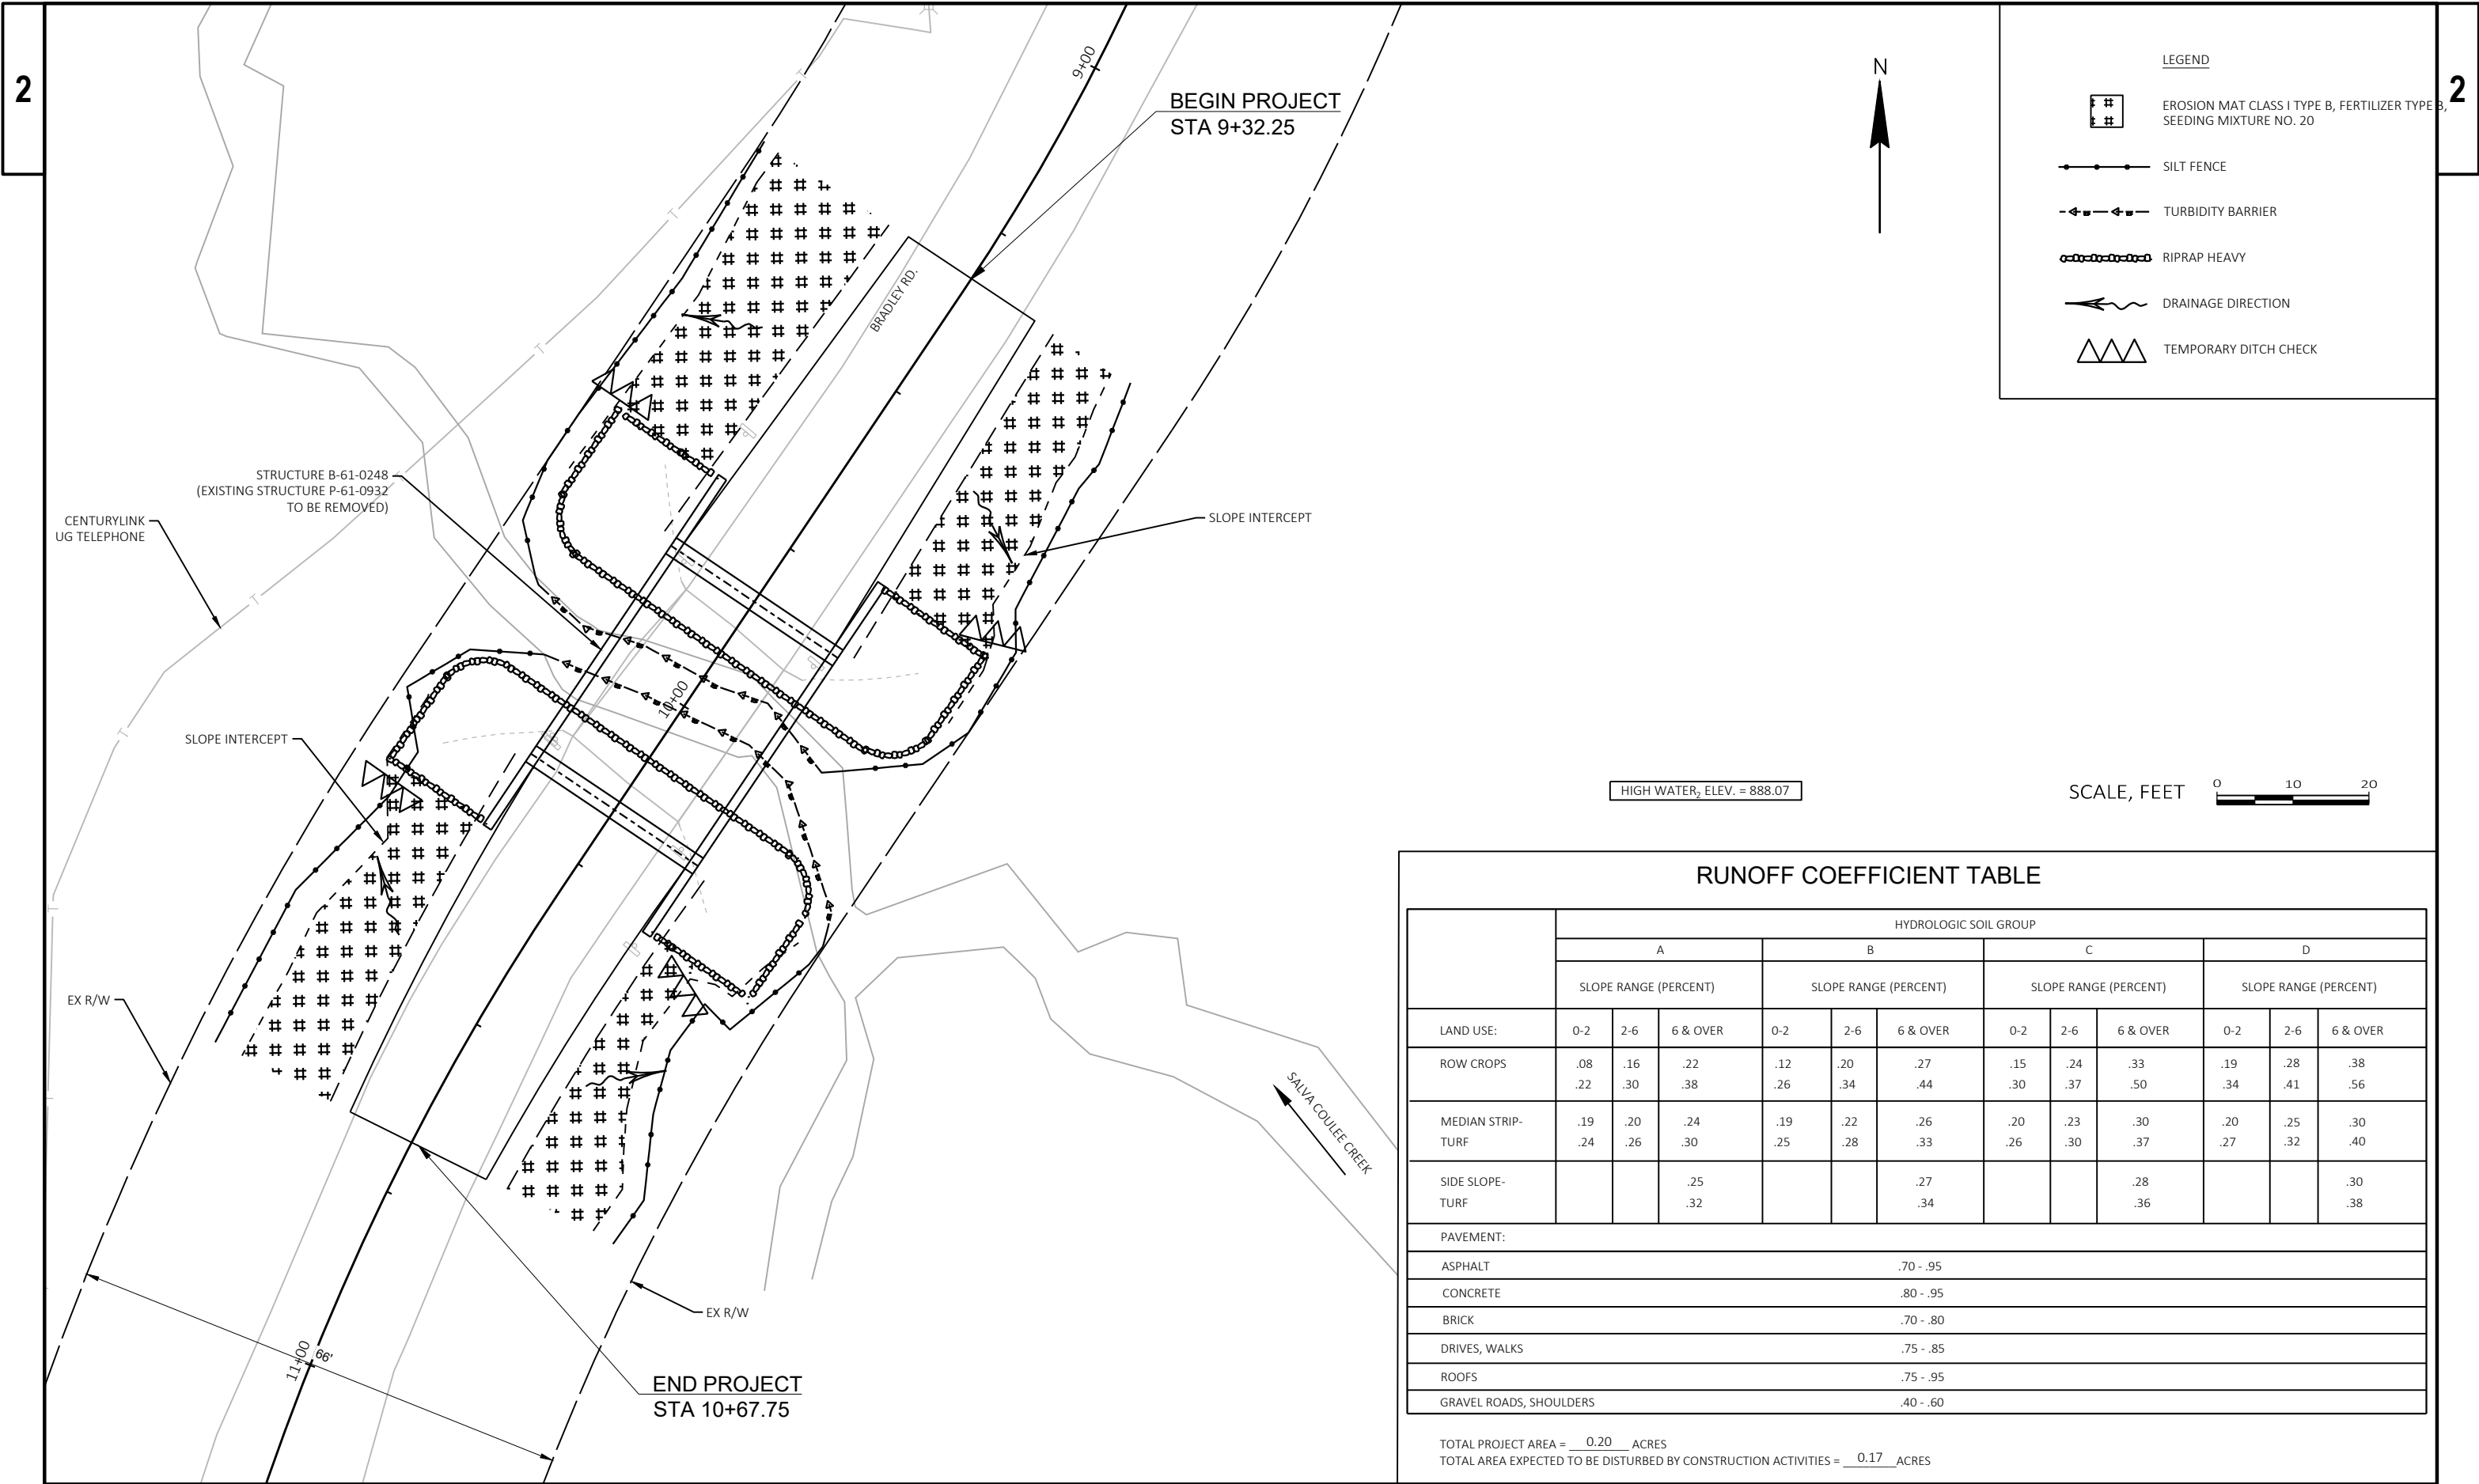 2
2
9+00
BEGIN PROJECT
STA 9+32.25
BRADLEY RD.
N
LEGEND
EROSION MAT CLASS I TYPE B, FERTILIZER TYPE B,
SEEDING MIXTURE NO. 20
SILT FENCE
TURBIDITY BARRIER
RIPRAP HEAVY
DRAINAGE DIRECTION
TEMPORARY DITCH CHECK
STRUCTURE B-61-0248
(EXISTING STRUCTURE P-61-0932
TO BE REMOVED)
CENTURYLINK
UG TELEPHONE
T
T
T
T
T
T
T
SLOPE INTERCEPT
10+00
SLOPE INTERCEPT
HIGH WATER₂ ELEV. = 888.07
SCALE, FEET
0 10 20
EX R/W
EX R/W
SALVA COULEE CREEK
11+00
66'
END PROJECT
STA 10+67.75
RUNOFF COEFFICIENT TABLE
HYDROLOGIC SOIL GROUP
A B C D
SLOPE RANGE (PERCENT) SLOPE RANGE (PERCENT) SLOPE RANGE (PERCENT) SLOPE RANGE (PERCENT)
LAND USE: 0-2 2-6 6 & OVER 0-2 2-6 6 & OVER 0-2 2-6 6 & OVER 0-2 2-6 6 & OVER
ROW CROPS .08 .16 .22 .12 .20 .27 .15 .24 .33 .19 .28 .38
.22 .30 .38 .26 .34 .44 .30 .37 .50 .34 .41 .56
MEDIAN STRIP- .19 .20 .24 .19 .22 .26 .20 .23 .30 .20 .25 .30
TURF .24 .26 .30 .25 .28 .33 .26 .30 .37 .27 .32 .40
SIDE SLOPE- .25 .27 .28 .30
TURF .32 .34 .36 .38
PAVEMENT:
ASPHALT .70 - .95
CONCRETE .80 - .95
BRICK .70 - .80
DRIVES, WALKS .75 - .85
ROOFS .75 - .95
GRAVEL ROADS, SHOULDERS .40 - .60
TOTAL PROJECT AREA = 0.20 ACRES
TOTAL AREA EXPECTED TO BE DISTURBED BY CONSTRUCTION ACTIVITIES = 0.17 ACRES